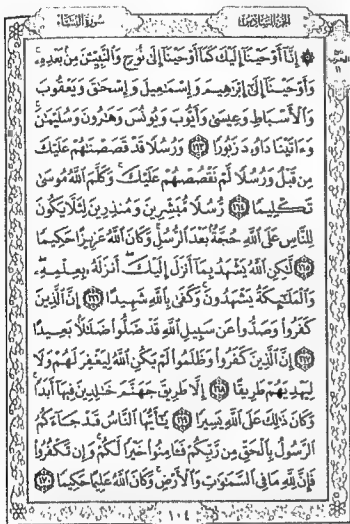 الجزء السادس
سورة النساء
ربع
الحزب
١١
۞ إِنَّا أَوْحَيْنَا إِلَيْكَ كَمَا أَوْحَيْنَا إِلَىٰ نُوحٍ وَالنَّبِيِّنَ مِنْ بَعْدِهِ ۚ
وَأَوْحَيْنَا إِلَىٰ إِبْرَٰهِيمَ وَإِسْمَٰعِيلَ وَإِسْحَٰقَ وَيَعْقُوبَ
وَالْأَسْبَاطِ وَعِيسَىٰ وَأَيُّوبَ وَيُونُسَ وَهَٰرُونَ وَسُلَيْمَٰنَ ۚ
وَءَاتَيْنَا دَاوُدَ زَبُورًا ١٦٣ وَرُسُلًا قَدْ قَصَصْنَٰهُمْ عَلَيْكَ
مِن قَبْلُ وَرُسُلًا لَّمْ نَقْصُصْهُمْ عَلَيْكَ ۚ وَكَلَّمَ اللَّهُ مُوسَىٰ
تَكْلِيمًا ١٦٤ رُّسُلًا مُّبَشِّرِينَ وَمُنذِرِينَ لِئَلَّا يَكُونَ
لِلنَّاسِ عَلَى اللَّهِ حُجَّةٌ بَعْدَ الرُّسُلِ ۚ وَكَانَ اللَّهُ عَزِيزًا حَكِيمًا
١٦٥ لَّٰكِنِ اللَّهُ يَشْهَدُ بِمَا أَنزَلَ إِلَيْكَ ۖ أَنزَلَهُ بِعِلْمِهِ ۖ
وَالْمَلَٰئِكَةُ يَشْهَدُونَ ۚ وَكَفَىٰ بِاللَّهِ شَهِيدًا ١٦٦ إِنَّ الَّذِينَ
كَفَرُوا وَصَدُّوا عَن سَبِيلِ اللَّهِ قَدْ ضَلُّوا ضَلَٰلًا بَعِيدًا
١٦٧ إِنَّ الَّذِينَ كَفَرُوا وَظَلَمُوا لَمْ يَكُنِ اللَّهُ لِيَغْفِرَ لَهُمْ وَلَا
لِيَهْدِيَهُمْ طَرِيقًا ١٦٨ إِلَّا طَرِيقَ جَهَنَّمَ خَٰلِدِينَ فِيهَا أَبَدًا ۚ
وَكَانَ ذَٰلِكَ عَلَى اللَّهِ يَسِيرًا ١٦٩ يَٰأَيُّهَا النَّاسُ قَدْ جَاءَكُمُ
الرَّسُولُ بِالْحَقِّ مِن رَّبِّكُمْ فَـَٔامِنُوا خَيْرًا لَّكُمْ ۚ وَإِن تَكْفُرُوا
فَإِنَّ لِلَّهِ مَا فِي السَّمَٰوَٰتِ وَالْأَرْضِ ۚ وَكَانَ اللَّهُ عَلِيمًا حَكِيمًا ١٧٠
١٠٤